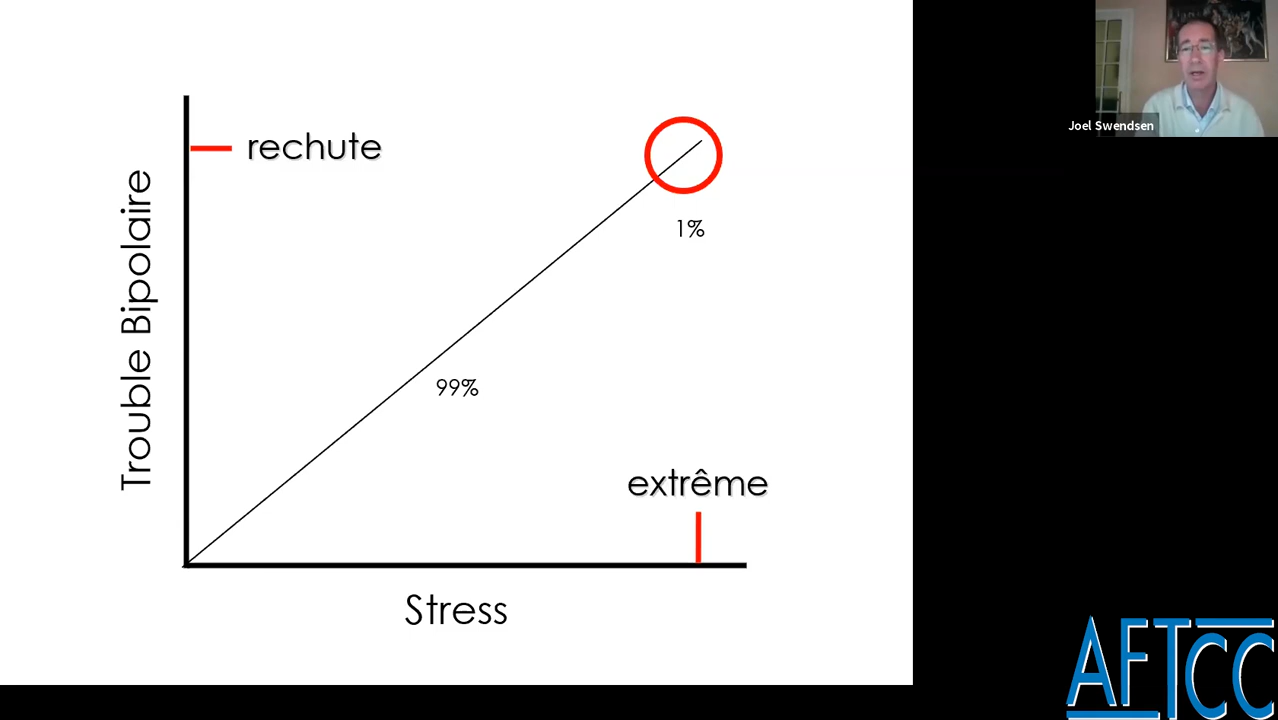 rechute
Trouble Bipolaire
1%
99%
extrême
Stress
Joel Swendsen
AFTCC